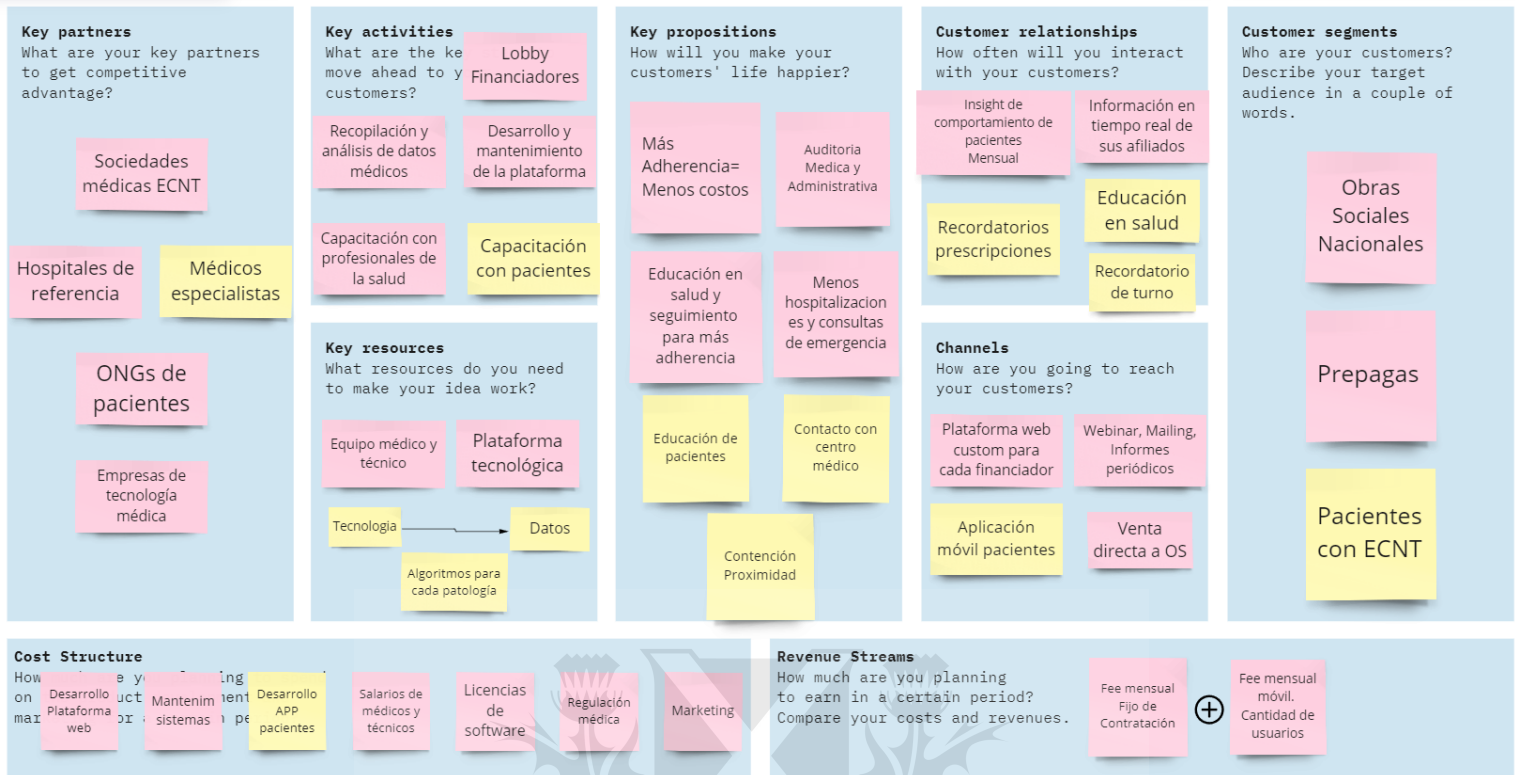 Key partners
What are your key partners
to get competitive
advantage?
Sociedades
médicas ECNT
Hospitales de
referencia
Médicos
especialistas
ONGs de
pacientes
Empresas de
tecnología
médica
Key activities
What are the ke
move ahead to y
customers?
Lobby
Financiadores
Recopilación y
análisis de datos
médicos
Desarrollo y
mantenimiento
de la plataforma
Capacitación con
profesionales de
la salud
Capacitación
con pacientes
Key resources
What resources do you need
to make your idea work?
Equipo médico y
técnico
Plataforma
tecnológica
Tecnologia
Datos
Algoritmos para
cada patología
Key propositions
How will you make your
customers' life happier?
Más
Adherencia=
Menos costos
Auditoria
Medica y
Administrativa
Educación en
salud y
seguimiento
para más
adherencia
Menos
hospitalizacion
es y consultas
de emergencia
Educación de
pacientes
Contacto con
centro
médico
Contención
Proximidad
Customer relationships
How often will you interact
with your customers?
Insight de
comportamiento de
pacientes
Mensual
Información en
tiempo real de
sus afiliados
Recordatorios
prescripciones
Educación
en salud
Recordatorio
de turno
Channels
How are you going to reach
your customers?
Plataforma web
custom para
cada financiador
Webinar, Mailing,
Informes
periódicos
Aplicación
móvil pacientes
Venta
directa a OS
Customer segments
Who are your customers?
Describe your target
audience in a couple of
words.
Obras
Sociales
Nacionales
Prepagas
Pacientes
con ECNT
Cost Structure
How
on
mar
Desarrollo
Plataforma
web
Mantenim
sistemas
Desarrollo
APP
pacientes
Salarios de
médicos y
técnicos
Licencias
de
software
Regulación
médica
Marketing
Revenue Streams
How much are you planning
to earn in a certain period?
Compare your costs and revenues.
Fee mensual
Fijo de
Contratación
Fee mensual
móvil.
Cantidad de
usuarios